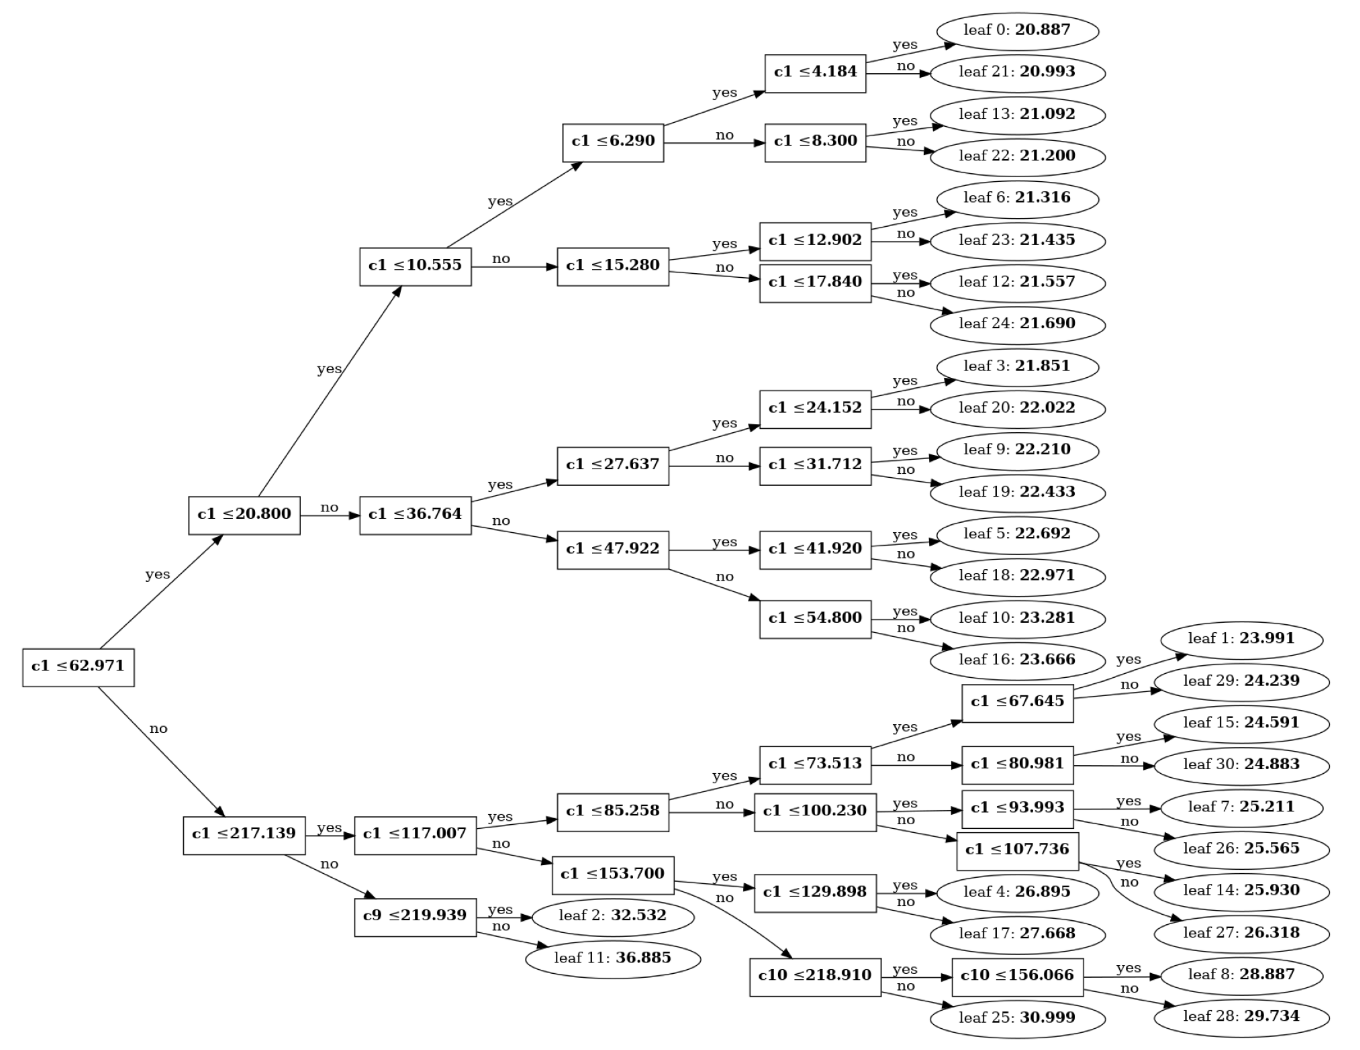 leaf 0: 20.887
yes
c1 ≤4.184
no
leaf 21: 20.993
yes
leaf 13: 21.092
yes
c1 ≤6.290
no
c1 ≤8.300
no
leaf 22: 21.200
leaf 6: 21.316
yes
yes
c1 ≤12.902
no
leaf 23: 21.435
yes
c1 ≤10.555
no
c1 ≤15.280
no
c1 ≤17.840
yes
leaf 12: 21.557
no
leaf 24: 21.690
yes
leaf 3: 21.851
yes
c1 ≤24.152
no
leaf 20: 22.022
yes
leaf 9: 22.210
yes
c1 ≤27.637
no
c1 ≤31.712
no
leaf 19: 22.433
c1 ≤20.800
no
c1 ≤36.764
no
yes
leaf 5: 22.692
c1 ≤47.922
yes
c1 ≤41.920
no
leaf 18: 22.971
yes
no
c1 ≤54.800
yes
leaf 10: 23.281
no
leaf 16: 23.666
c1 ≤62.971
yes
leaf 1: 23.991
c1 ≤67.645
no
leaf 29: 24.239
no
yes
yes
leaf 15: 24.591
yes
c1 ≤73.513
no
c1 ≤80.981
no
leaf 30: 24.883
yes
c1 ≤85.258
no
c1 ≤100.230
yes
c1 ≤93.993
yes
leaf 7: 25.211
c1 ≤217.139
yes
c1 ≤117.007
no
no
c1 ≤107.736
no
leaf 26: 25.565
yes
leaf 14: 25.930
no
c1 ≤153.700
yes
c1 ≤129.898
yes
leaf 4: 26.895
no
leaf 27: 26.318
no
c9 ≤219.939
yes
leaf 2: 32.532
no
leaf 17: 27.668
no
leaf 11: 36.885
c10 ≤218.910
yes
c10 ≤156.066
yes
leaf 8: 28.887
no
leaf 25: 30.999
no
leaf 28: 29.734